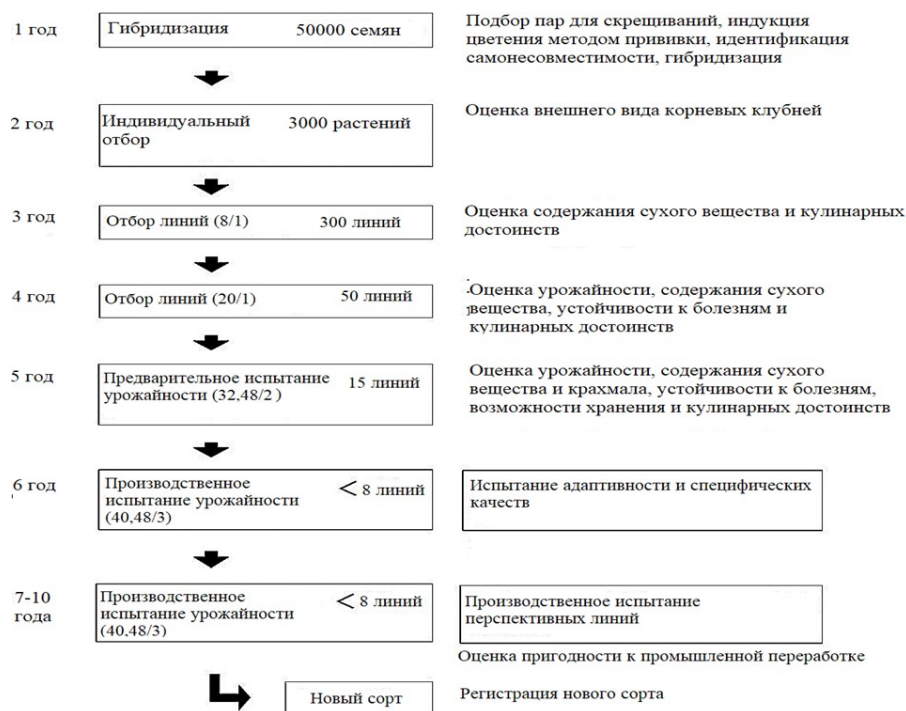 1 год
Гибридизация 50000 семян
Подбор пар для скрещиваний, индукция
цветения методом прививки, идентификация
самонесовместимости, гибридизация
2 год
Индивидуальный
отбор
3000 растений
Оценка внешнего вида корневых клубней
3 год
Отбор линий (8/1) 300 линий
Оценка содержания сухого вещества и кулинарных
достоинств
4 год
Отбор линий (20/1) 50 линий
Оценка урожайности, содержания сухого
вещества, устойчивости к болезням и
кулинарных достоинств
5 год
Предварительное испытание
урожайности (32,48/2 )
15 линий
Оценка урожайности, содержания сухого
вещества и крахмала, устойчивости к болезням,
возможности хранения и кулинарных достоинств
6 год
Производственное
испытание урожайности
(40,48/3)
< 8 линий
Испытание адаптивности и специфических
качеств
7-10
года
Производственное
испытание урожайности
(40,48/3)
< 8 линий
Производственное испытание
перспективных линий
Оценка пригодности к промышленной переработке
Новый сорт
Регистрация нового сорта